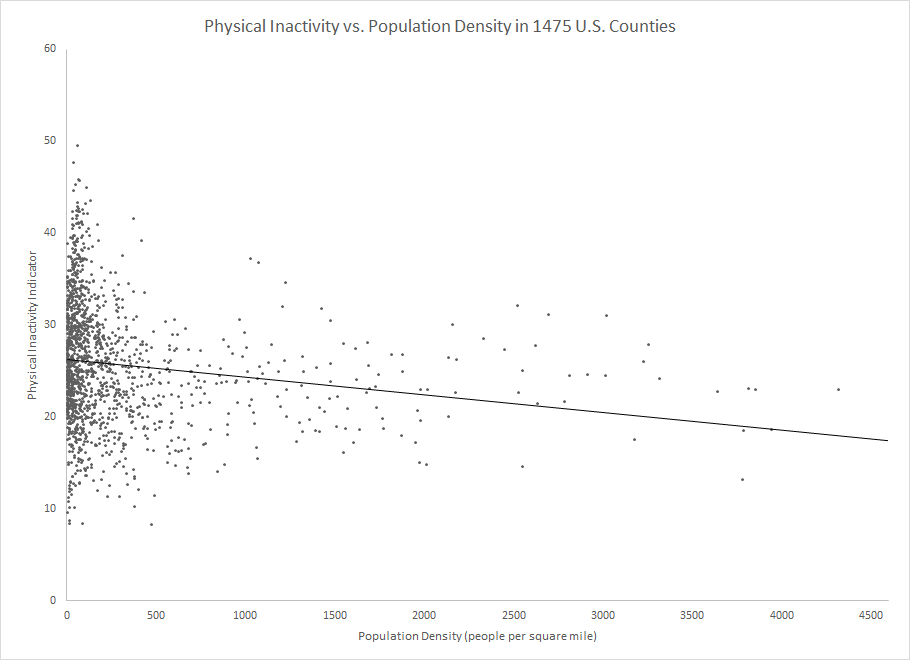 Physical Inactivity vs. Population Density in 1475 U.S. Counties
60
50
40
30
20
10
0
Physical Inactivity Indicator
0 500 1000 1500 2000 2500 3000 3500 4000 4500
Population Density (people per square mile)